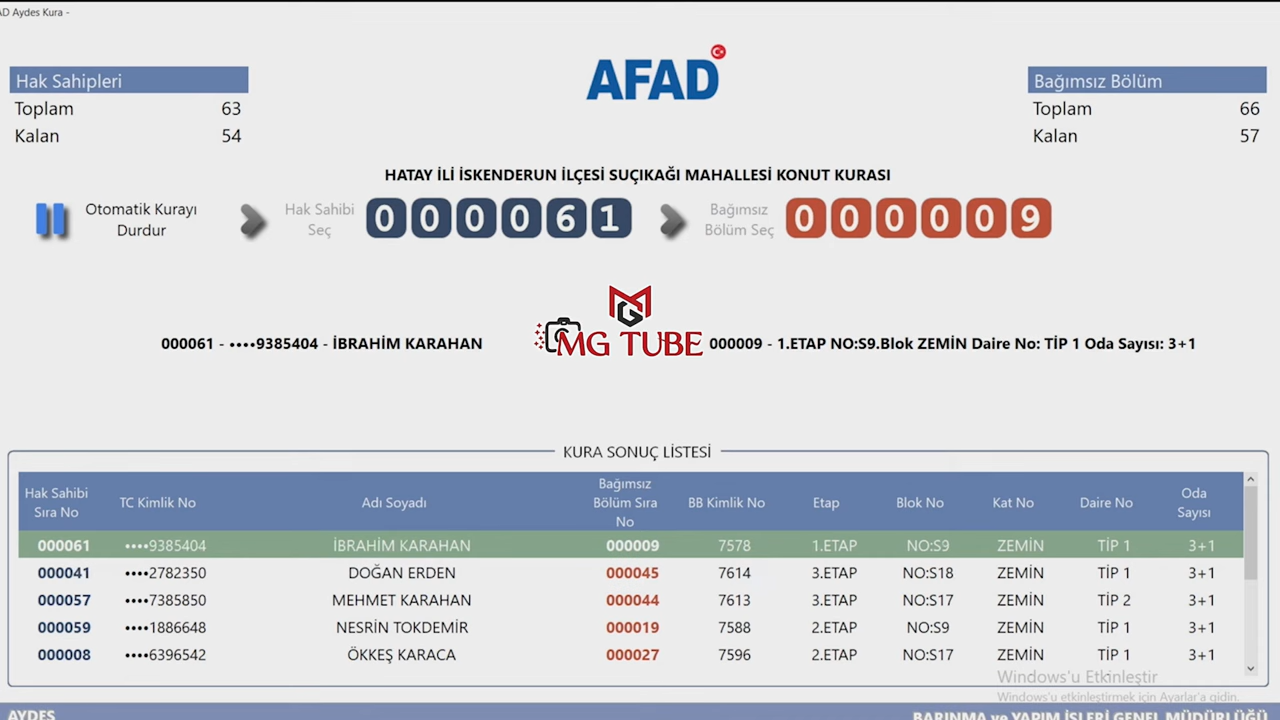 AD Aydes Kura -
AFAD
Hak Sahipleri
Toplam 63
Kalan 54
Bağımsız Bölüm
Toplam 66
Kalan 57
HATAY İLİ İSKENDERUN İLÇESİ SUÇIKAĞI MAHALLESİ KONUT KURASI
Otomatik Kurayı
Durdur
Hak Sahibi
Seç
000061
Bağımsız
Bölüm Seç
000009
MG TUBE
000061 - ••••9385404 - İBRAHİM KARAHAN
000009 - 1.ETAP NO:S9.Blok ZEMİN Daire No: TİP 1 Oda Sayısı: 3+1
KURA SONUÇ LİSTESİ
Hak Sahibi
Sıra No
TC Kimlik No
Adı Soyadı
Bağımsız
Bölüm Sıra
No
BB Kimlik No
Etap
Blok No
Kat No
Daire No
Oda
Sayısı
000061 ••••9385404 İBRAHİM KARAHAN 000009 7578 1.ETAP NO:S9 ZEMİN TİP 1 3+1
000041 ••••2782350 DOĞAN ERDEN 000045 7614 3.ETAP NO:S18 ZEMİN TİP 1 3+1
000057 ••••7385850 MEHMET KARAHAN 000044 7613 3.ETAP NO:S17 ZEMİN TİP 2 3+1
000059 ••••1886648 NESRİN TOKDEMİR 000019 7588 2.ETAP NO:S9 ZEMİN TİP 1 3+1
000008 ••••6396542 ÖKKEŞ KARACA 000027 7596 2.ETAP NO:S17 ZEMİN TİP 1 3+1
Windows'u Etkinleştir
Windows'u etkinleştirmek için Ayarlar'a gidin.
AYDES
BARINMA ve YAPIM İŞLERİ GENEL MÜDÜRLÜĞÜ